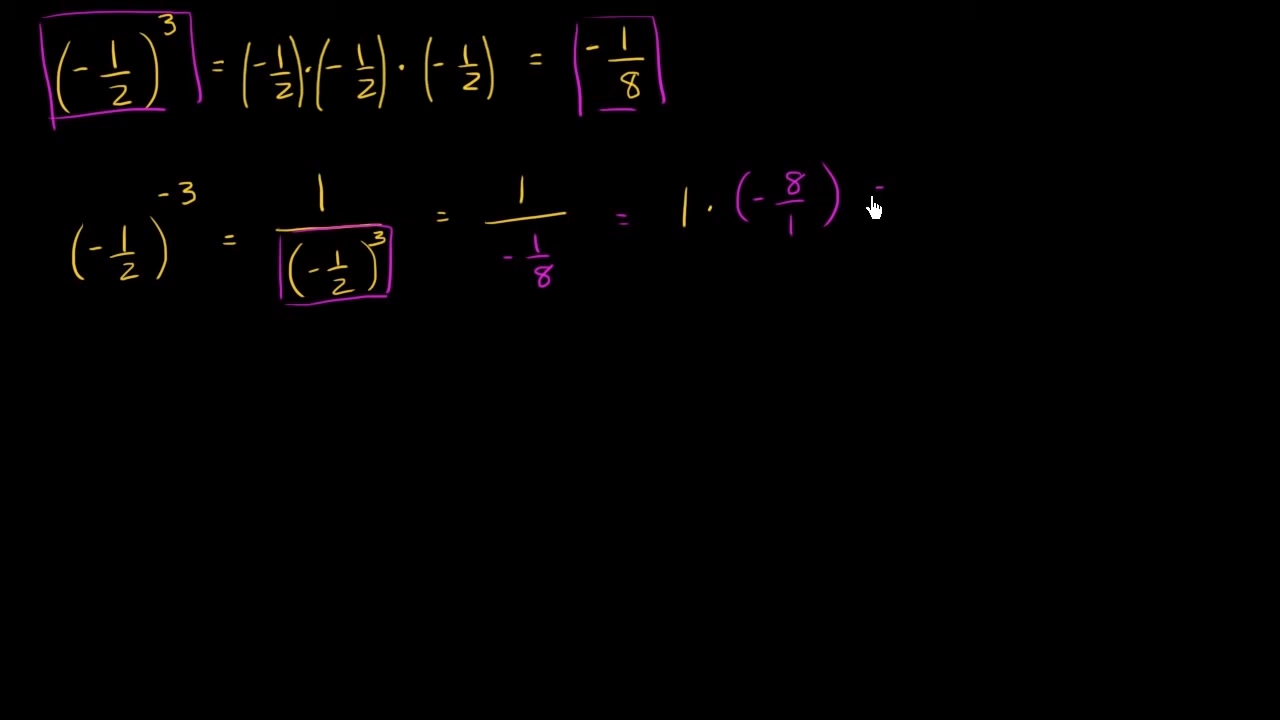 (-1/2)^3 = (-1/2)·(-1/2)·(-1/2) = -1/8
(-1/2)^-3 = 1/(-1/2)^3 = 1/(-1/8) = 1·(-8/1) =